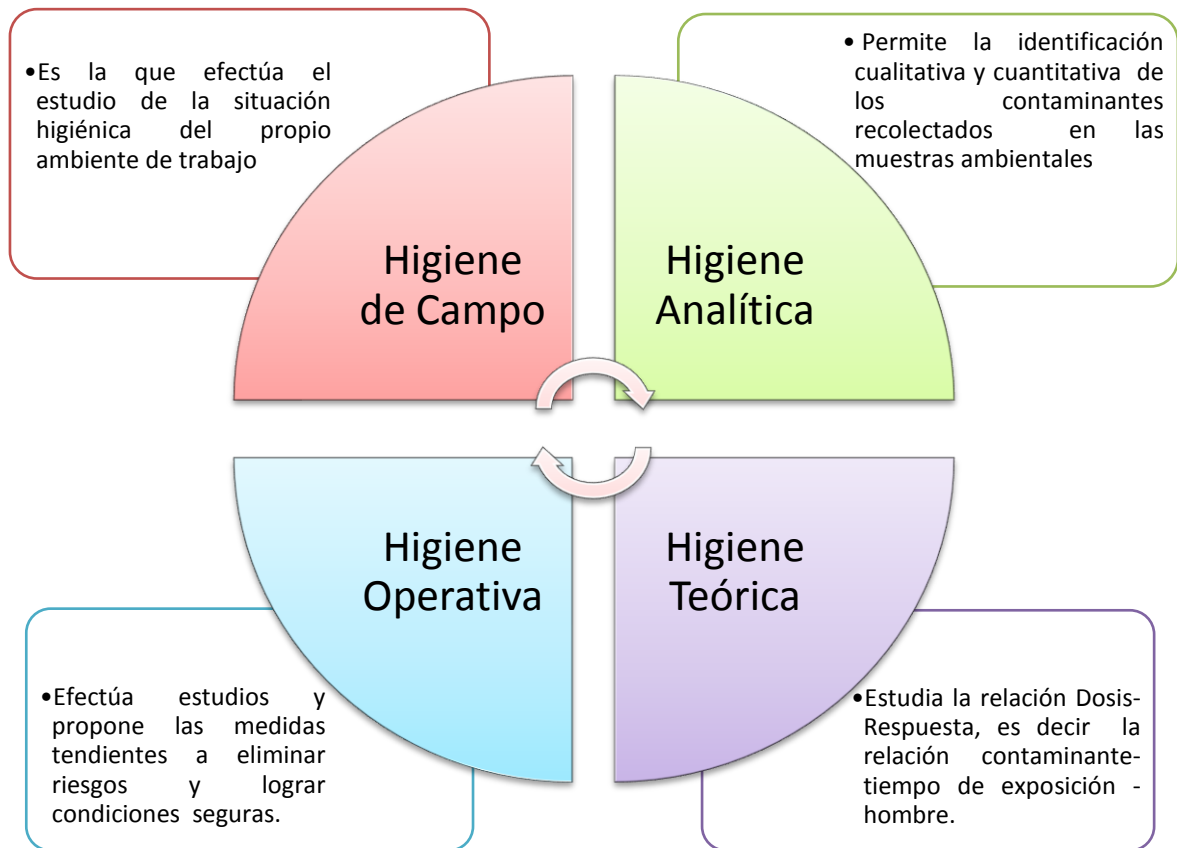 •Es la que efectúa el
estudio de la situación
higiénica del propio
ambiente de trabajo
• Permite la identificación
cualitativa y cuantitativa de
los contaminantes
recolectados en las
muestras ambientales
Higiene
de Campo
Higiene
Analítica
Higiene
Operativa
Higiene
Teórica
•Efectúa estudios y
propone las medidas
tendientes a eliminar
riesgos y lograr
condiciones seguras.
•Estudia la relación Dosis-
Respuesta, es decir la
relación contaminante-
tiempo de exposición -
hombre.